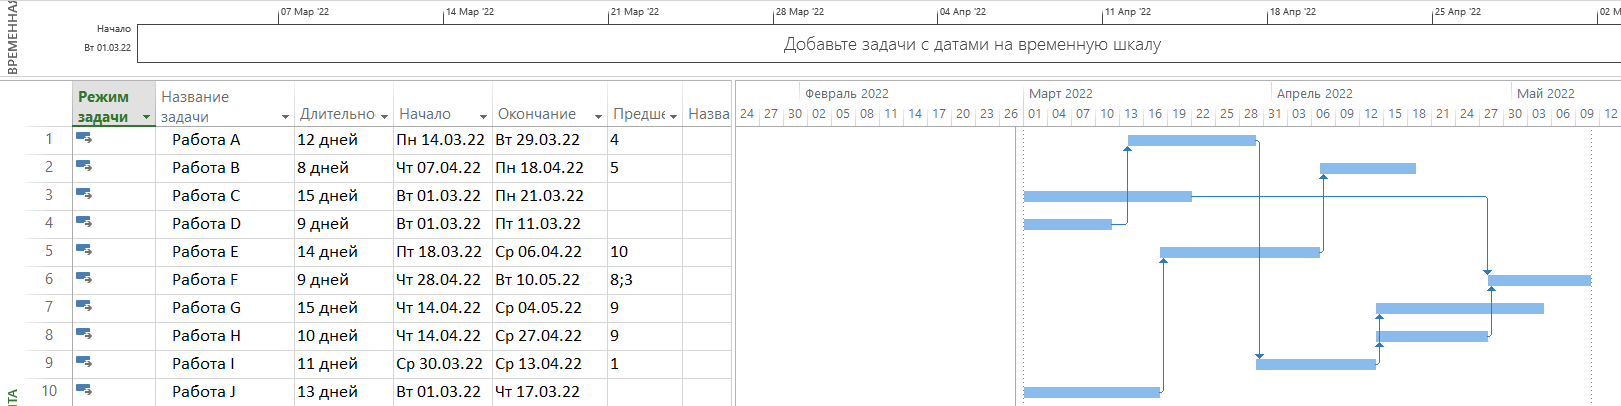 07 Мар '22 14 Мар '22 21 Мар '22 28 Мар '22 04 Апр '22 11 Апр '22 18 Апр '22 25 Апр '22 02 М
ВРЕМЕННАЯ
Начало
Вт 01.03.22
Добавьте задачи с датами на временную шкалу
Режим задачи Название задачи Длительно Начало Окончание Предше Назва
Февраль 2022 Март 2022 Апрель 2022 Май 2022
24 27 30 02 05 08 11 14 17 20 23 26 01 04 07 10 13 16 19 22 25 28 31 03 06 09 12 15 18 21 24 27 30 03 06 09 12
1 Работа A 12 дней Пн 14.03.22 Вт 29.03.22 4
2 Работа B 8 дней Чт 07.04.22 Пн 18.04.22 5
3 Работа C 15 дней Вт 01.03.22 Пн 21.03.22
4 Работа D 9 дней Вт 01.03.22 Пт 11.03.22
5 Работа E 14 дней Пт 18.03.22 Ср 06.04.22 10
6 Работа F 9 дней Чт 28.04.22 Вт 10.05.22 8;3
7 Работа G 15 дней Чт 14.04.22 Ср 04.05.22 9
8 Работа H 10 дней Чт 14.04.22 Ср 27.04.22 9
9 Работа I 11 дней Ср 30.03.22 Ср 13.04.22 1
10 Работа J 13 дней Вт 01.03.22 Чт 17.03.22